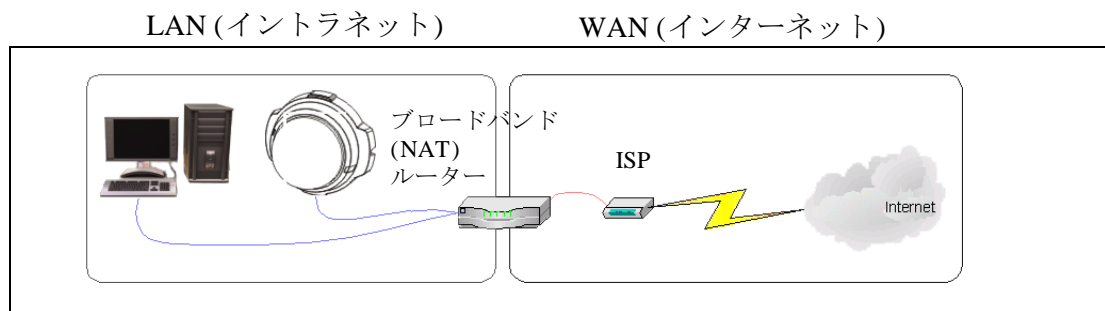 LAN (イントラネット)
WAN (インターネット)
ブロードバンド
(NAT)
ルーター
ISP
Internet